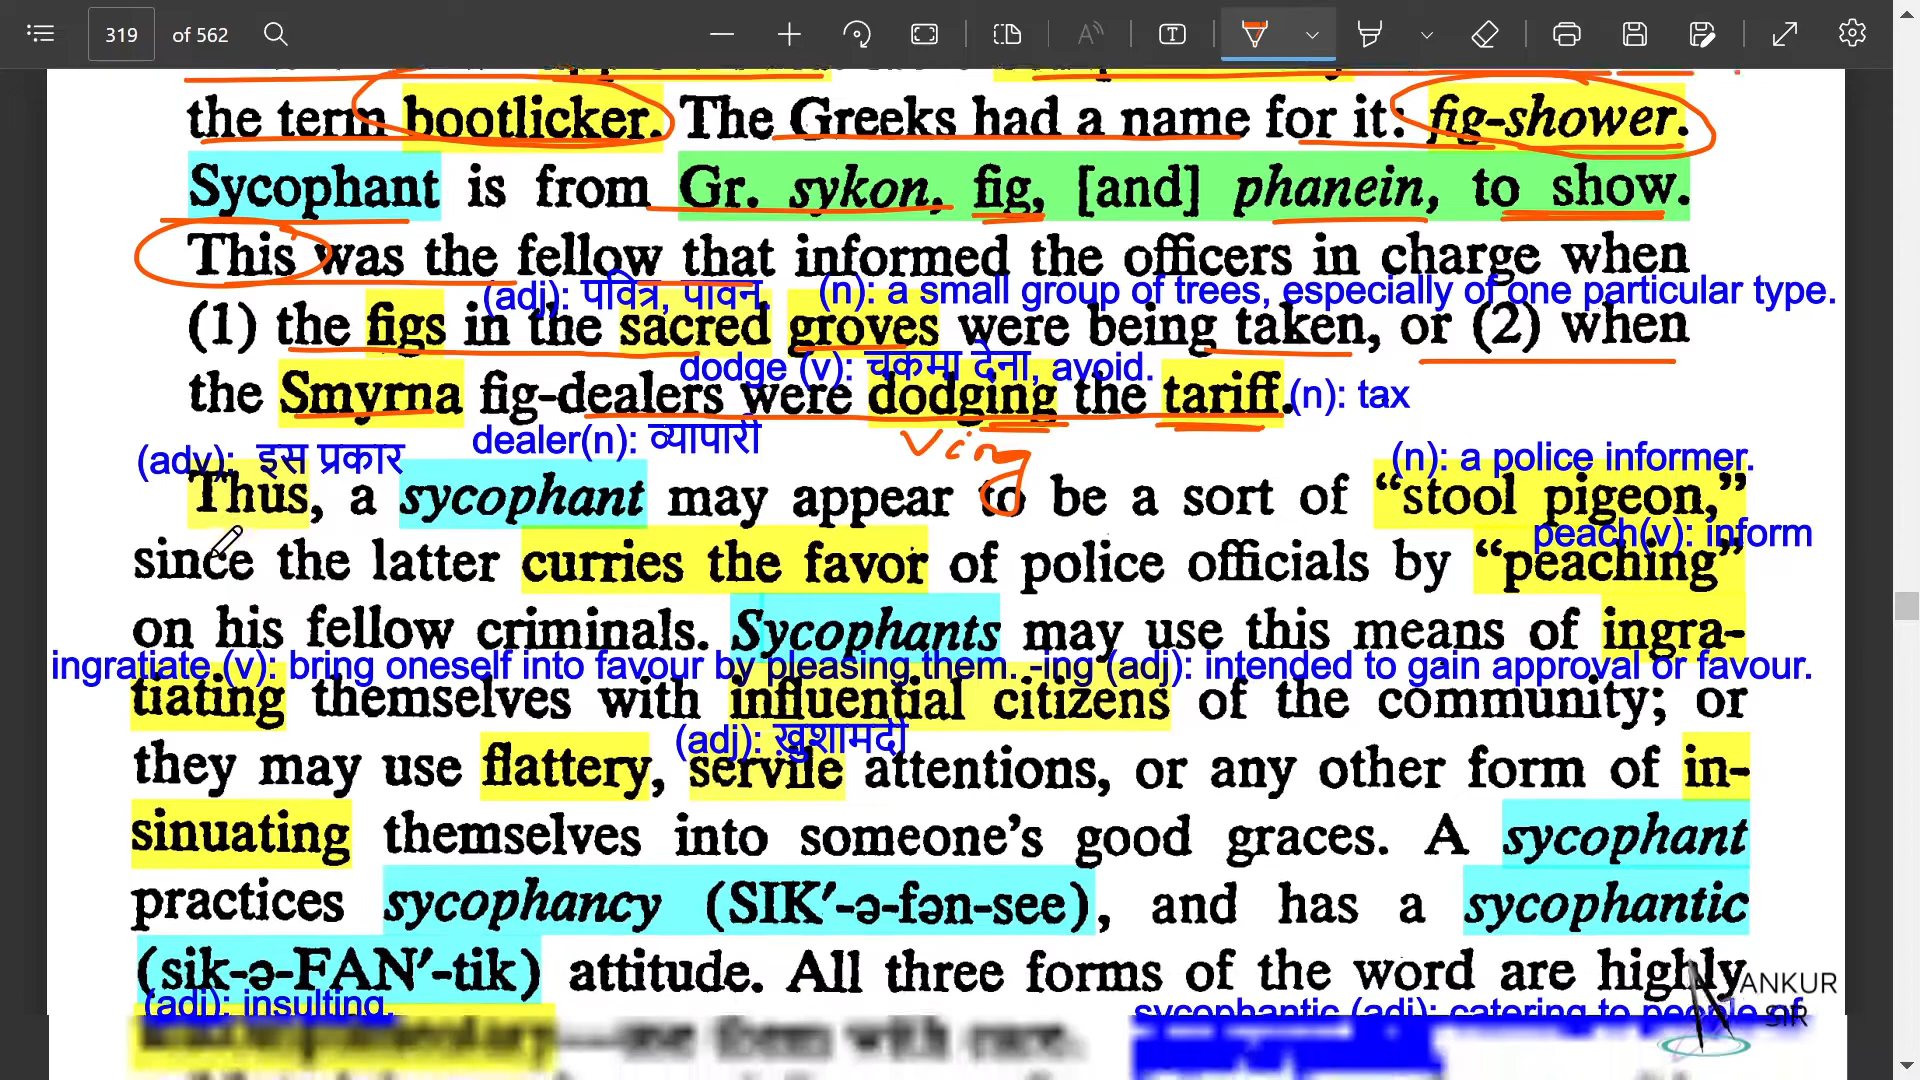 319 of 562
the term bootlicker. The Greeks had a name for it: fig-shower.
Sycophant is from Gr. sykon, fig, [and] phanein, to show.
This was the fellow that informed the officers in charge when
(adj): पवित्र, पावन (n): a small group of trees, especially of one particular type.
(1) the figs in the sacred groves were being taken, or (2) when
dodge (v): चकमा देना, avoid.
the Smyrna fig-dealers were dodging the tariff. (n): tax
dealer(n): व्यापारी
Ving
(adv): इस प्रकार (n): a police informer.
Thus, a sycophant may appear to be a sort of “stool pigeon,”
peach(v): inform
since the latter curries the favor of police officials by “peaching”
on his fellow criminals. Sycophants may use this means of ingra-
ingratiate (v): bring oneself into favour by pleasing them. -ing (adj): intended to gain approval or favour.
tiating themselves with influential citizens of the community; or
(adj): खुशामदी
they may use flattery, servile attentions, or any other form of in-
sinuating themselves into someone’s good graces. A sycophant
practices sycophancy (SIK′-ə-fən-see), and has a sycophantic
(sik-ə-FAN′-tik) attitude. All three forms of the word are highly
ANKUR
SIR
(adj): insulting. sycophantic (adj): catering to people of